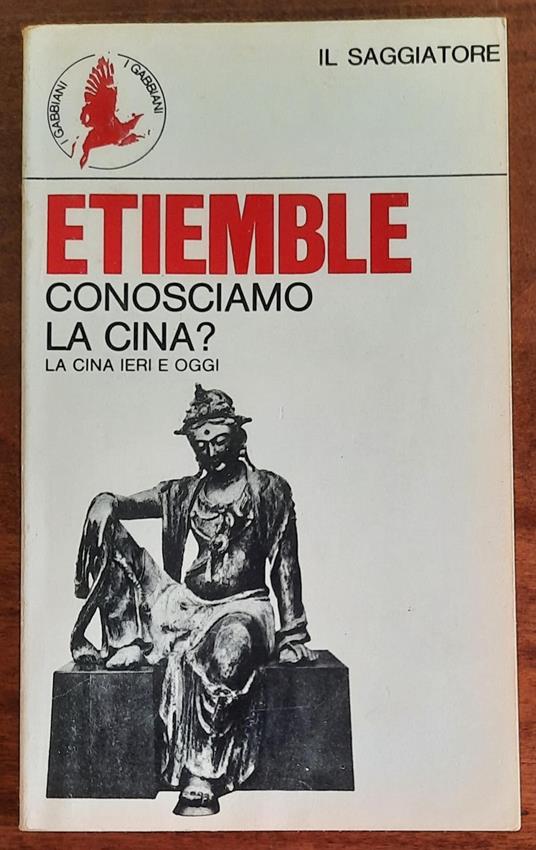 I GABBIANI
I GABBIANI
IL SAGGIATORE
ETIEMBLE
CONOSCIAMO
LA CINA?
LA CINA IERI E OGGI